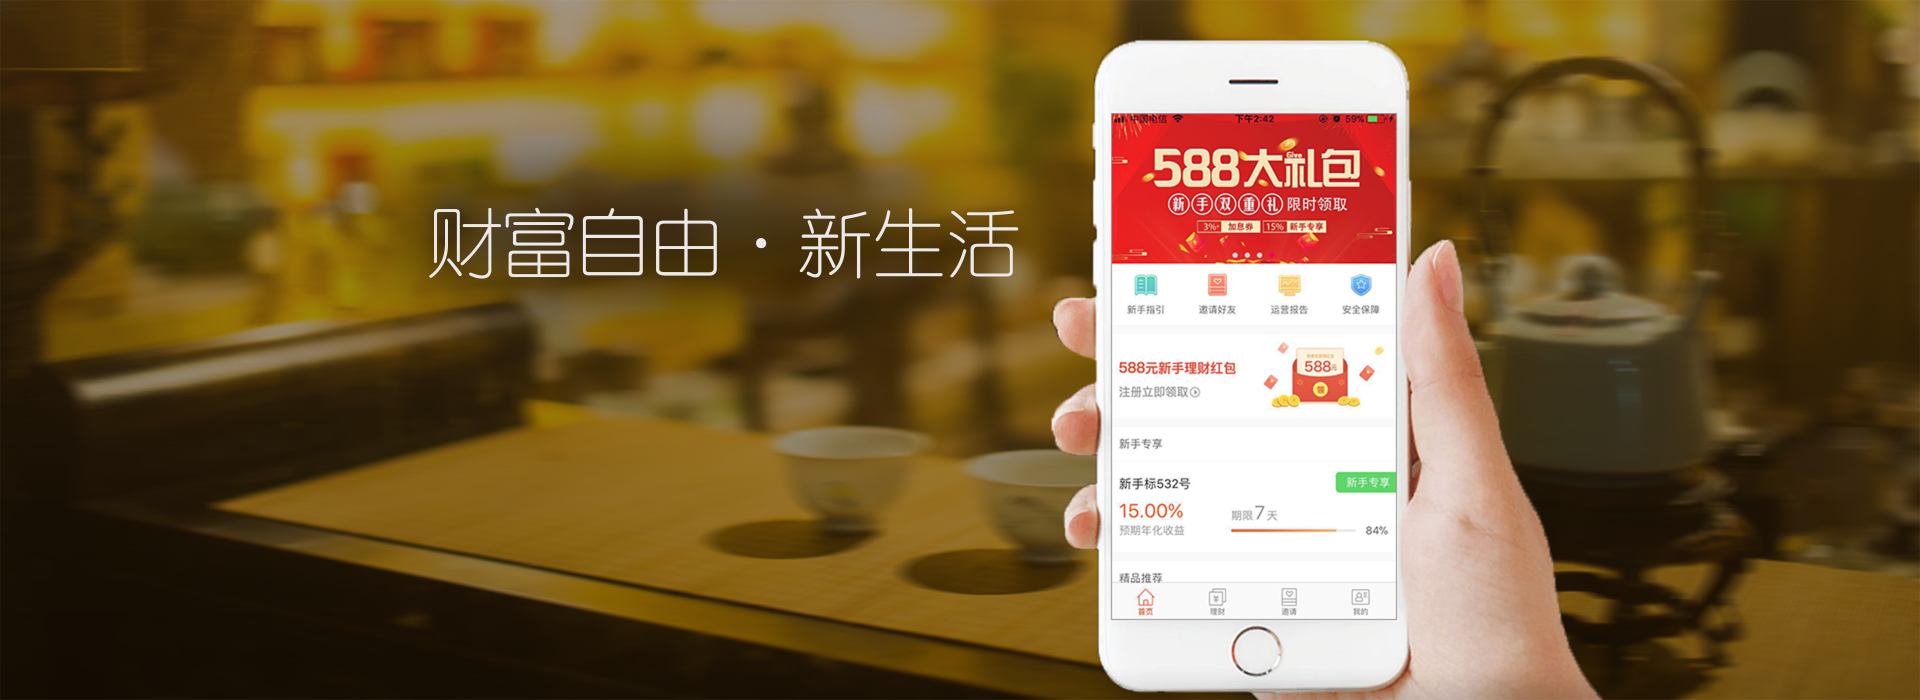 财富自由·新生活
中国电信 下午2:42 59%
588大礼包
Give
新手双重礼限时领取
3%+ 加息券 15% 新手专享
新手指引 邀请好友 运营报告 安全保障
588元新手理财红包
注册立即领取
588元
领
新手专享
新手标532号 新手专享
15.00% 期限7天
预期年化收益 84%
精品推荐
首页 理财 邀请 我的